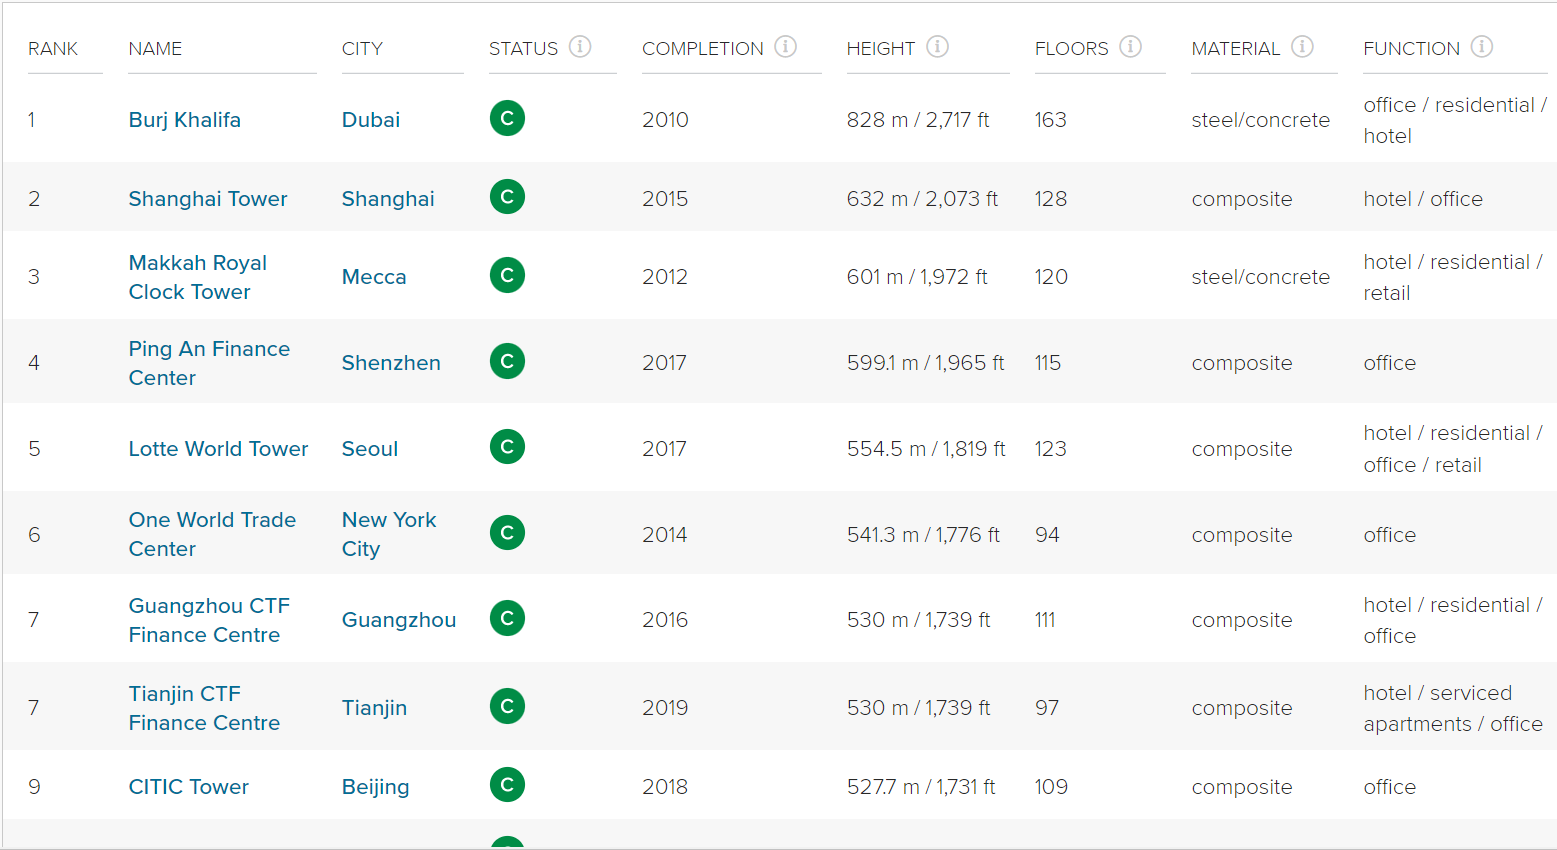 RANK NAME CITY STATUS COMPLETION HEIGHT FLOORS MATERIAL FUNCTION
1 Burj Khalifa Dubai C 2010 828 m / 2,717 ft 163 steel/concrete office / residential / hotel
2 Shanghai Tower Shanghai C 2015 632 m / 2,073 ft 128 composite hotel / office
3 Makkah Royal Clock Tower Mecca C 2012 601 m / 1,972 ft 120 steel/concrete hotel / residential / retail
4 Ping An Finance Center Shenzhen C 2017 599.1 m / 1,965 ft 115 composite office
5 Lotte World Tower Seoul C 2017 554.5 m / 1,819 ft 123 composite hotel / residential / office / retail
6 One World Trade Center New York City C 2014 541.3 m / 1,776 ft 94 composite office
7 Guangzhou CTF Finance Centre Guangzhou C 2016 530 m / 1,739 ft 111 composite hotel / residential / office
7 Tianjin CTF Finance Centre Tianjin C 2019 530 m / 1,739 ft 97 composite hotel / serviced apartments / office
9 CITIC Tower Beijing C 2018 527.7 m / 1,731 ft 109 composite office